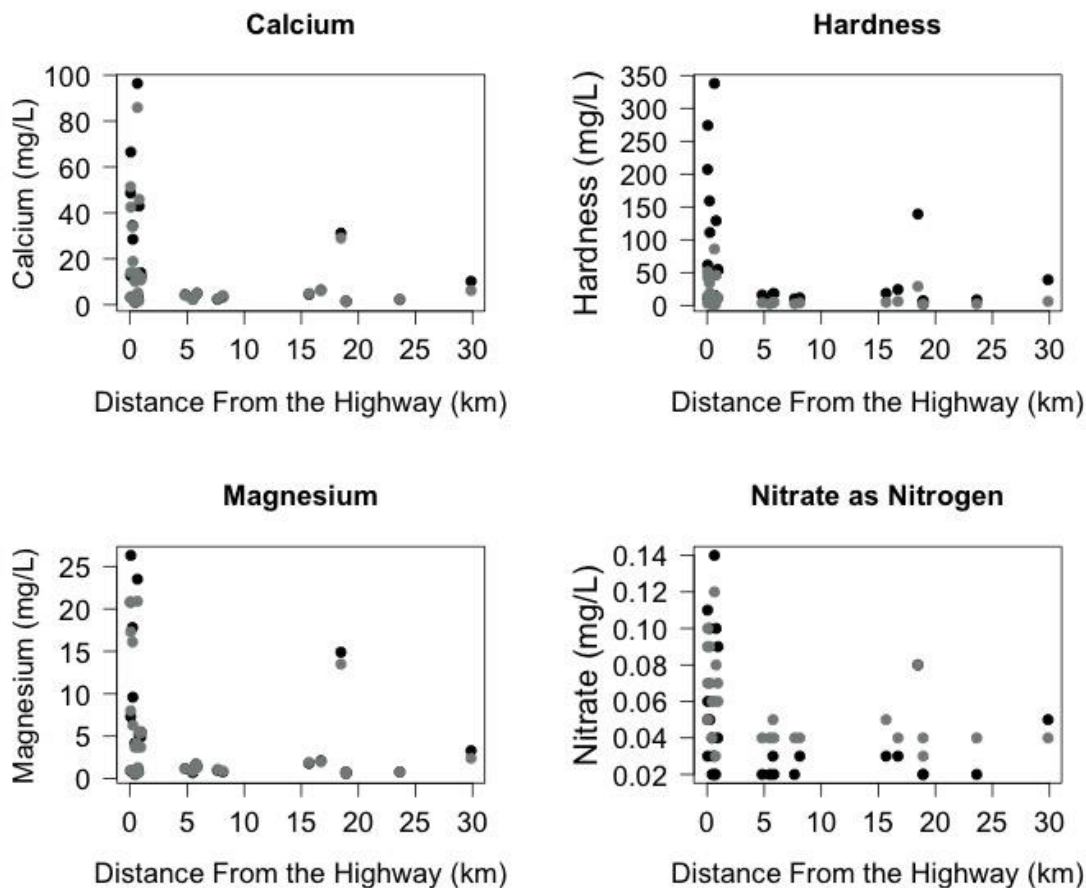 Calcium
Calcium (mg/L)
100
80
60
40
20
0
0 5 10 15 20 25 30
Distance From the Highway (km)
Hardness
Hardness (mg/L)
350
300
250
200
150
100
50
0
0 5 10 15 20 25 30
Distance From the Highway (km)
Magnesium
Magnesium (mg/L)
25
20
15
10
5
0
0 5 10 15 20 25 30
Distance From the Highway (km)
Nitrate as Nitrogen
Nitrate (mg/L)
0.14
0.12
0.10
0.08
0.06
0.04
0.02
0 5 10 15 20 25 30
Distance From the Highway (km)